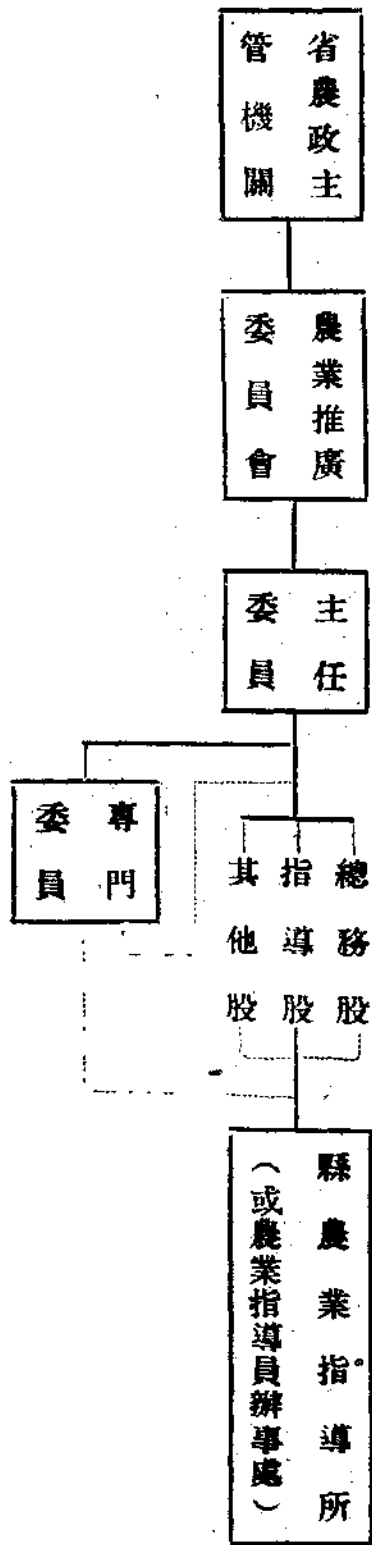 省農政主
管機關
農業推廣
委員會
主任
委員
專門
委員
總務股
指導股
其他股
縣農業指導所
（或農業指導員辦事處）